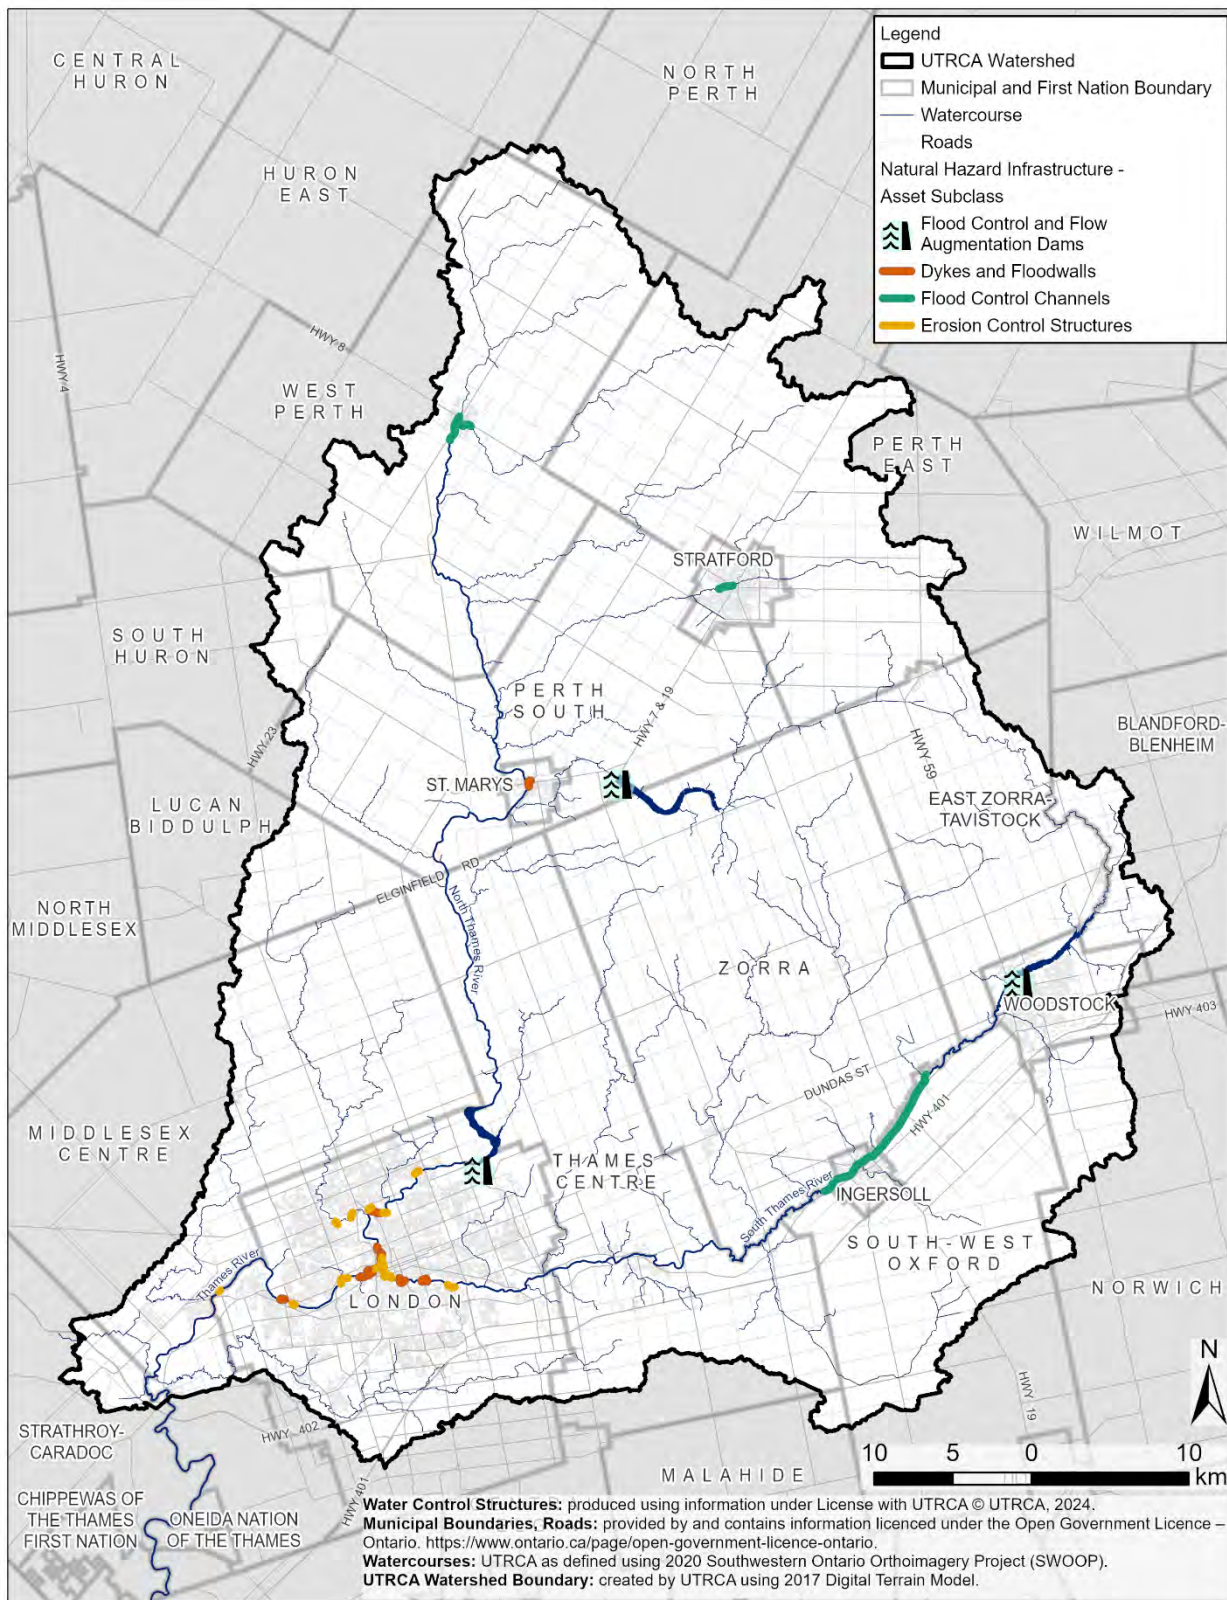 CENTRAL
HURON
NORTH
PERTH
HURON
EAST
Legend
UTRCA Watershed
Municipal and First Nation Boundary
Watercourse
Roads
Natural Hazard Infrastructure -
Asset Subclass
Flood Control and Flow
Augmentation Dams
Dykes and Floodwalls
Flood Control Channels
Erosion Control Structures
HWY 8
HWY 4
WEST
PERTH
PERTH
EAST
WILMOT
STRATFORD
SOUTH
HURON
PERTH
SOUTH
HWY 7 & 19
HWY 23
HWY 59
BLANDFORD-
BLENHEIM
ST. MARYS
EAST ZORRA-
TAVISTOCK
LUCAN
BIDDULPH
ELGINFIELD RD
North Thames River
NORTH
MIDDLESEX
ZORRA
WOODSTOCK
HWY 403
DUNDAS ST
HWY 401
MIDDLESEX
CENTRE
THAMES
CENTRE
INGERSOLL
South Thames River
SOUTH-WEST
OXFORD
Thames River
LONDON
NORWICH
N
HWY 19
STRATHROY-
CARADOC
HWY 402
HWY 401
MALAHIDE
10 5 0 10
km
CHIPPEWAS OF
THE THAMES
FIRST NATION
ONEIDA NATION
OF THE THAMES
Water Control Structures: produced using information under License with UTRCA © UTRCA, 2024.
Municipal Boundaries, Roads: provided by and contains information licenced under the Open Government Licence –
Ontario. https://www.ontario.ca/page/open-government-licence-ontario.
Watercourses: UTRCA as defined using 2020 Southwestern Ontario Orthoimagery Project (SWOOP).
UTRCA Watershed Boundary: created by UTRCA using 2017 Digital Terrain Model.